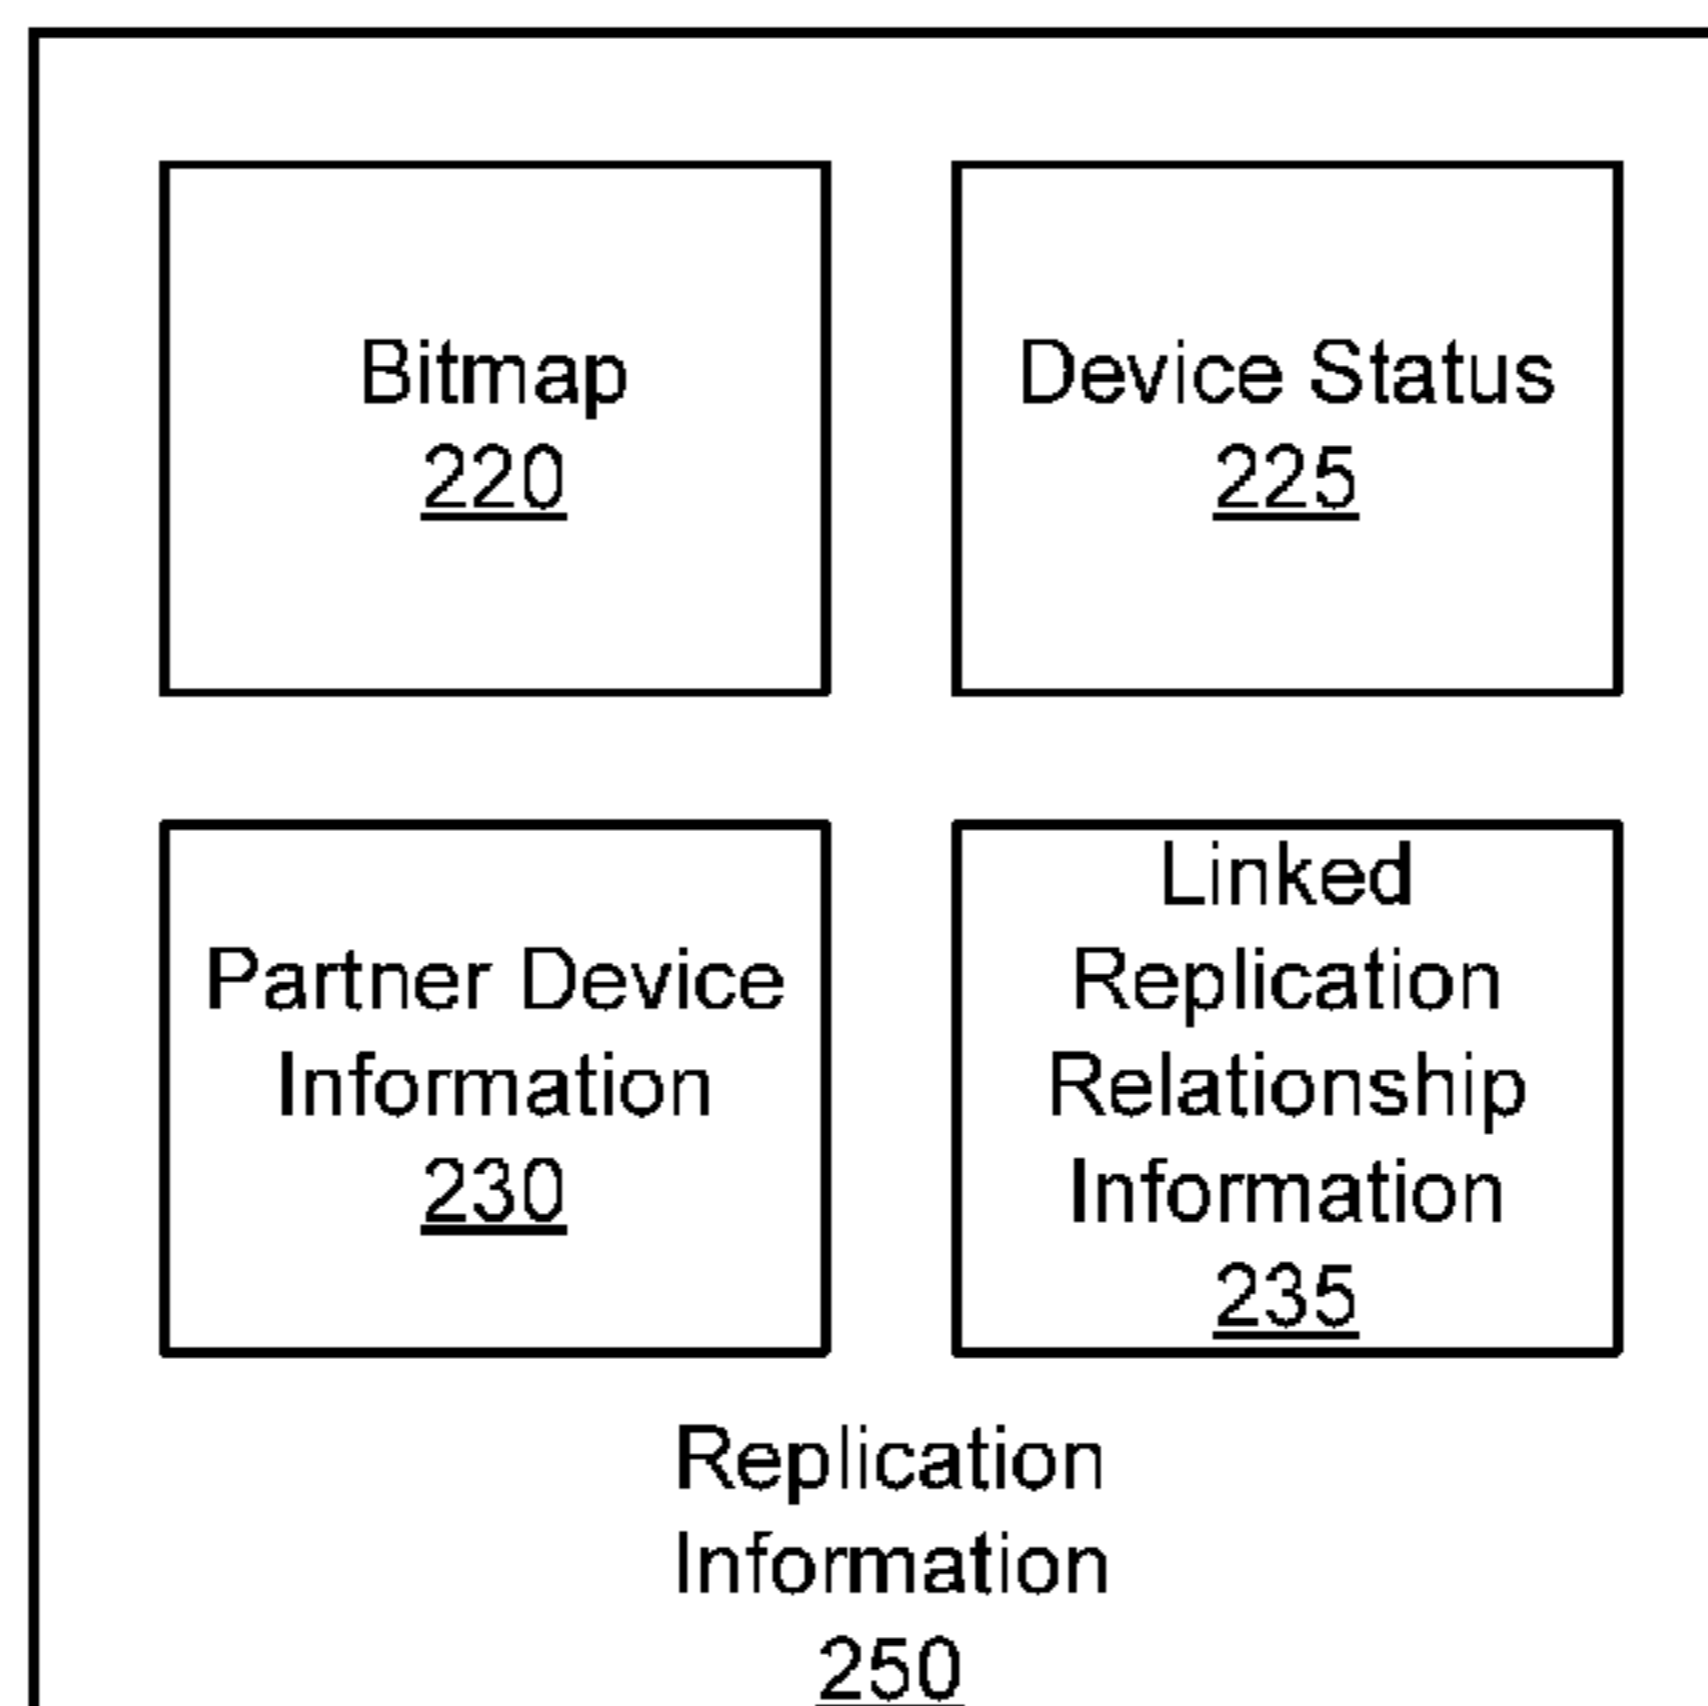 Bitmap
220
Device Status
225
Partner Device
Information
230
Linked
Replication
Relationship
Information
235
Replication
Information
250